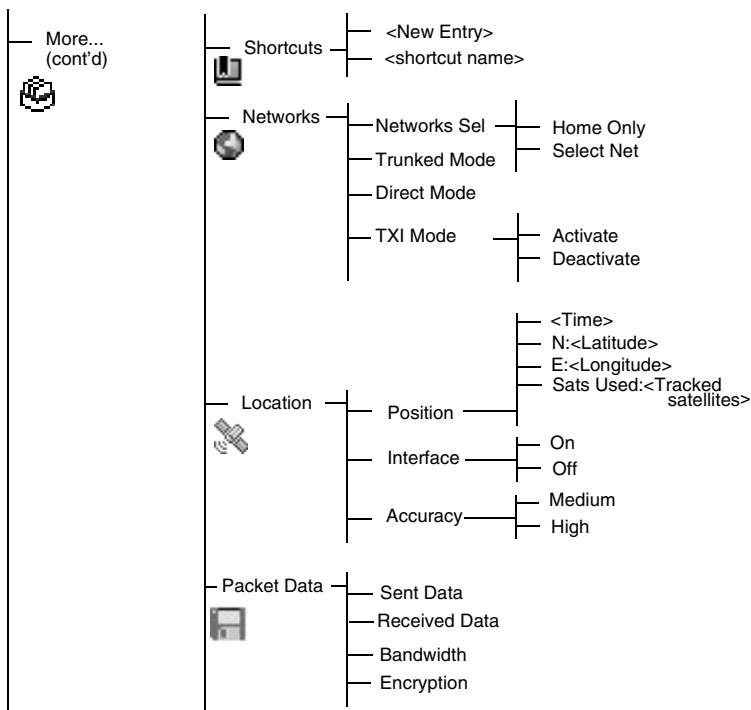 More...
(cont'd)
Shortcuts
<New Entry>
<shortcut name>
Networks
Networks Sel
Home Only
Select Net
Trunked Mode
Direct Mode
TXI Mode
Activate
Deactivate
Location
Position
<Time>
N:<Latitude>
E:<Longitude>
Sats Used:<Tracked
satellites>
Interface
On
Off
Accuracy
Medium
High
Packet Data
Sent Data
Received Data
Bandwidth
Encryption